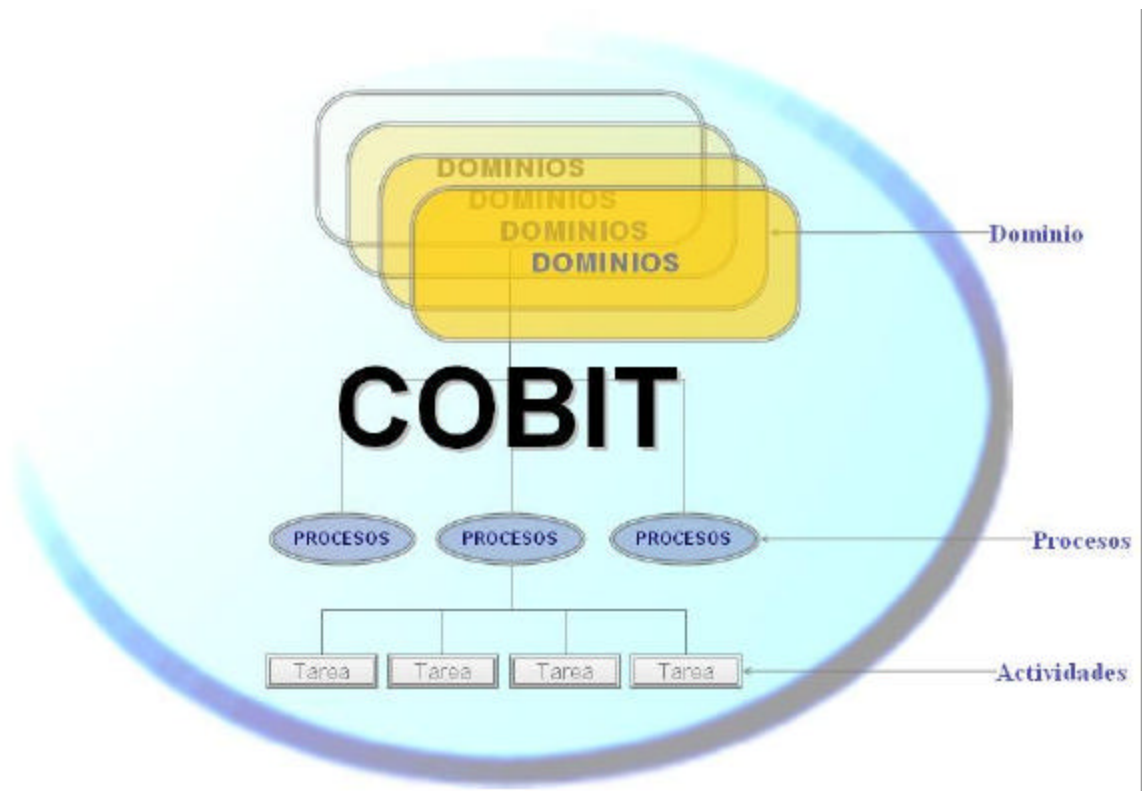 DOMINIOS
DOMINIOS
DOMINIOS
Dominio
DOMINIOS
COBIT
PROCESOS PROCESOS PROCESOS Procesos
Tarea Tarea Tarea Tarea Actividades